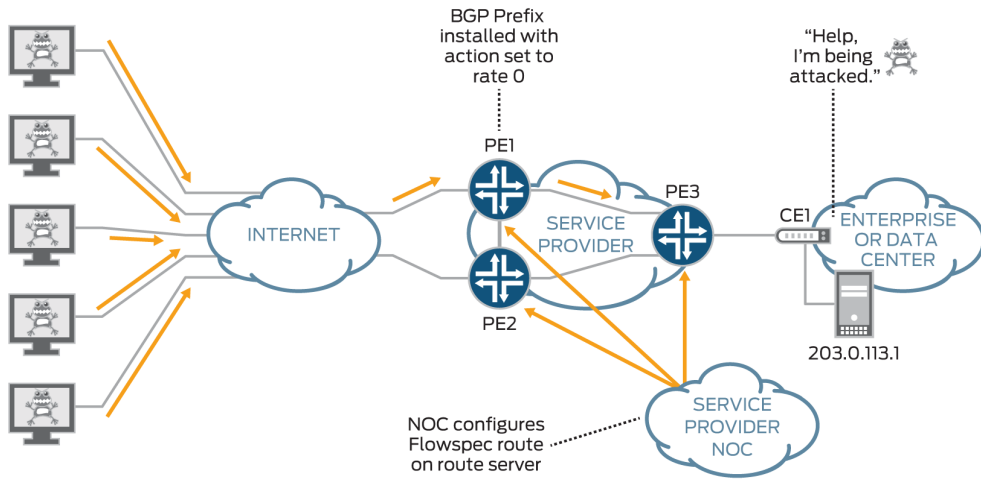 BGP Prefix
installed with
action set to
rate 0
“Help,
I’m being
attacked.”
PE1
PE3
CE1
INTERNET
SERVICE
PROVIDER
ENTERPRISE
OR DATA
CENTER
PE2
203.0.113.1
NOC configures
Flowspec route
on route server
SERVICE
PROVIDER
NOC